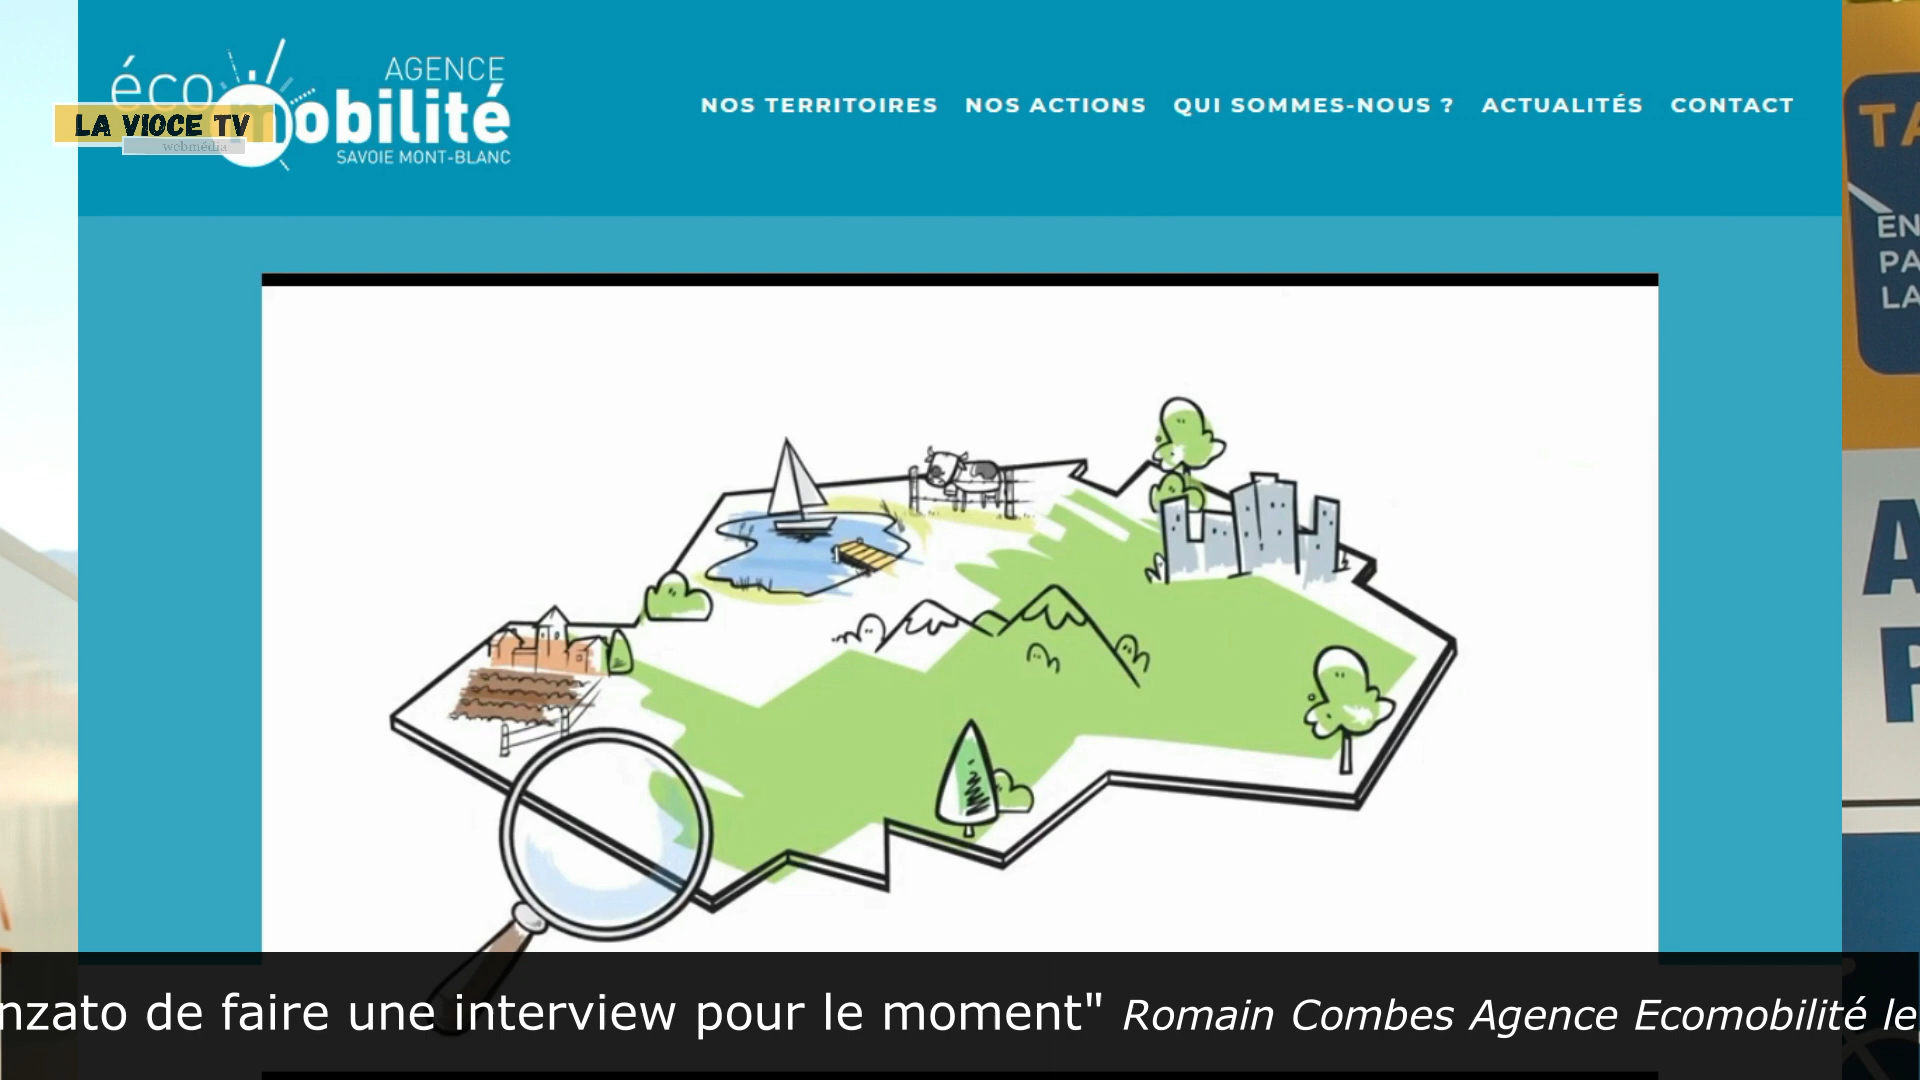 éco
AGENCE
mobilité
SAVOIE MONT-BLANC
LA VIOCE TV
webmédia
NOS TERRITOIRES NOS ACTIONS QUI SOMMES-NOUS ? ACTUALITÉS CONTACT
TA
EN
PA
LA
A
P
nzato de faire une interview pour le moment" Romain Combes Agence Ecomobilité le